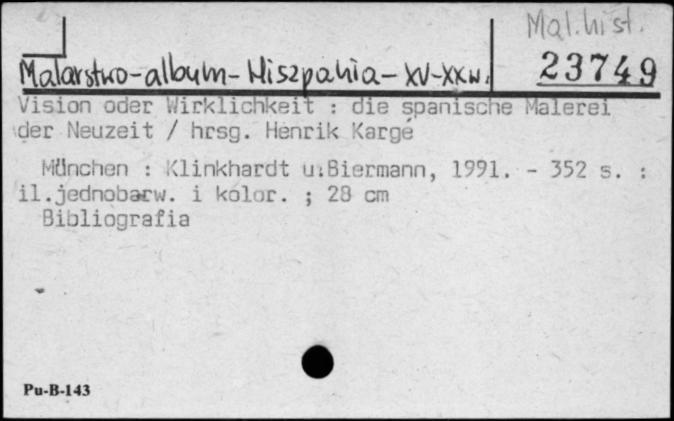 Mal.hist.
Malarstwo-album-Hiszpania-XV-XXw. 23749
Vision oder Wirklichkeit : die spanische Malerei
der Neuzeit / hrsg. Henrik Karge
München : Klinkhardt u.Biermann, 1991. - 352 s. :
il.jednobarw. i kolor. ; 28 cm
Bibliografia
Pu-B-143